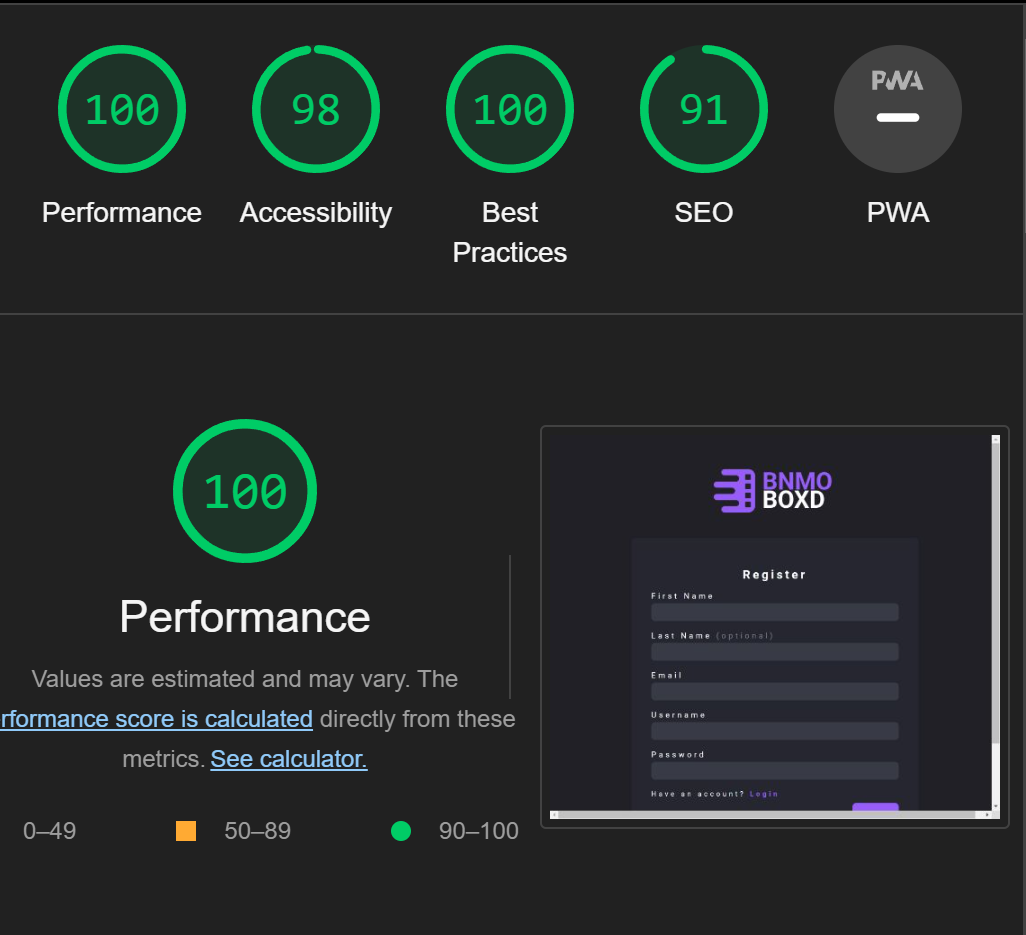 100
98
100
91
PWA
Performance
Accessibility
Best
Practices
SEO
PWA
100
Performance
Values are estimated and may vary. The
rformance score is calculated directly from these
metrics. See calculator.
0–49
50–89
90–100
BNMO
BOXD
Register
First Name
Last Name (optional)
Email
Username
Password
Have an account? Login